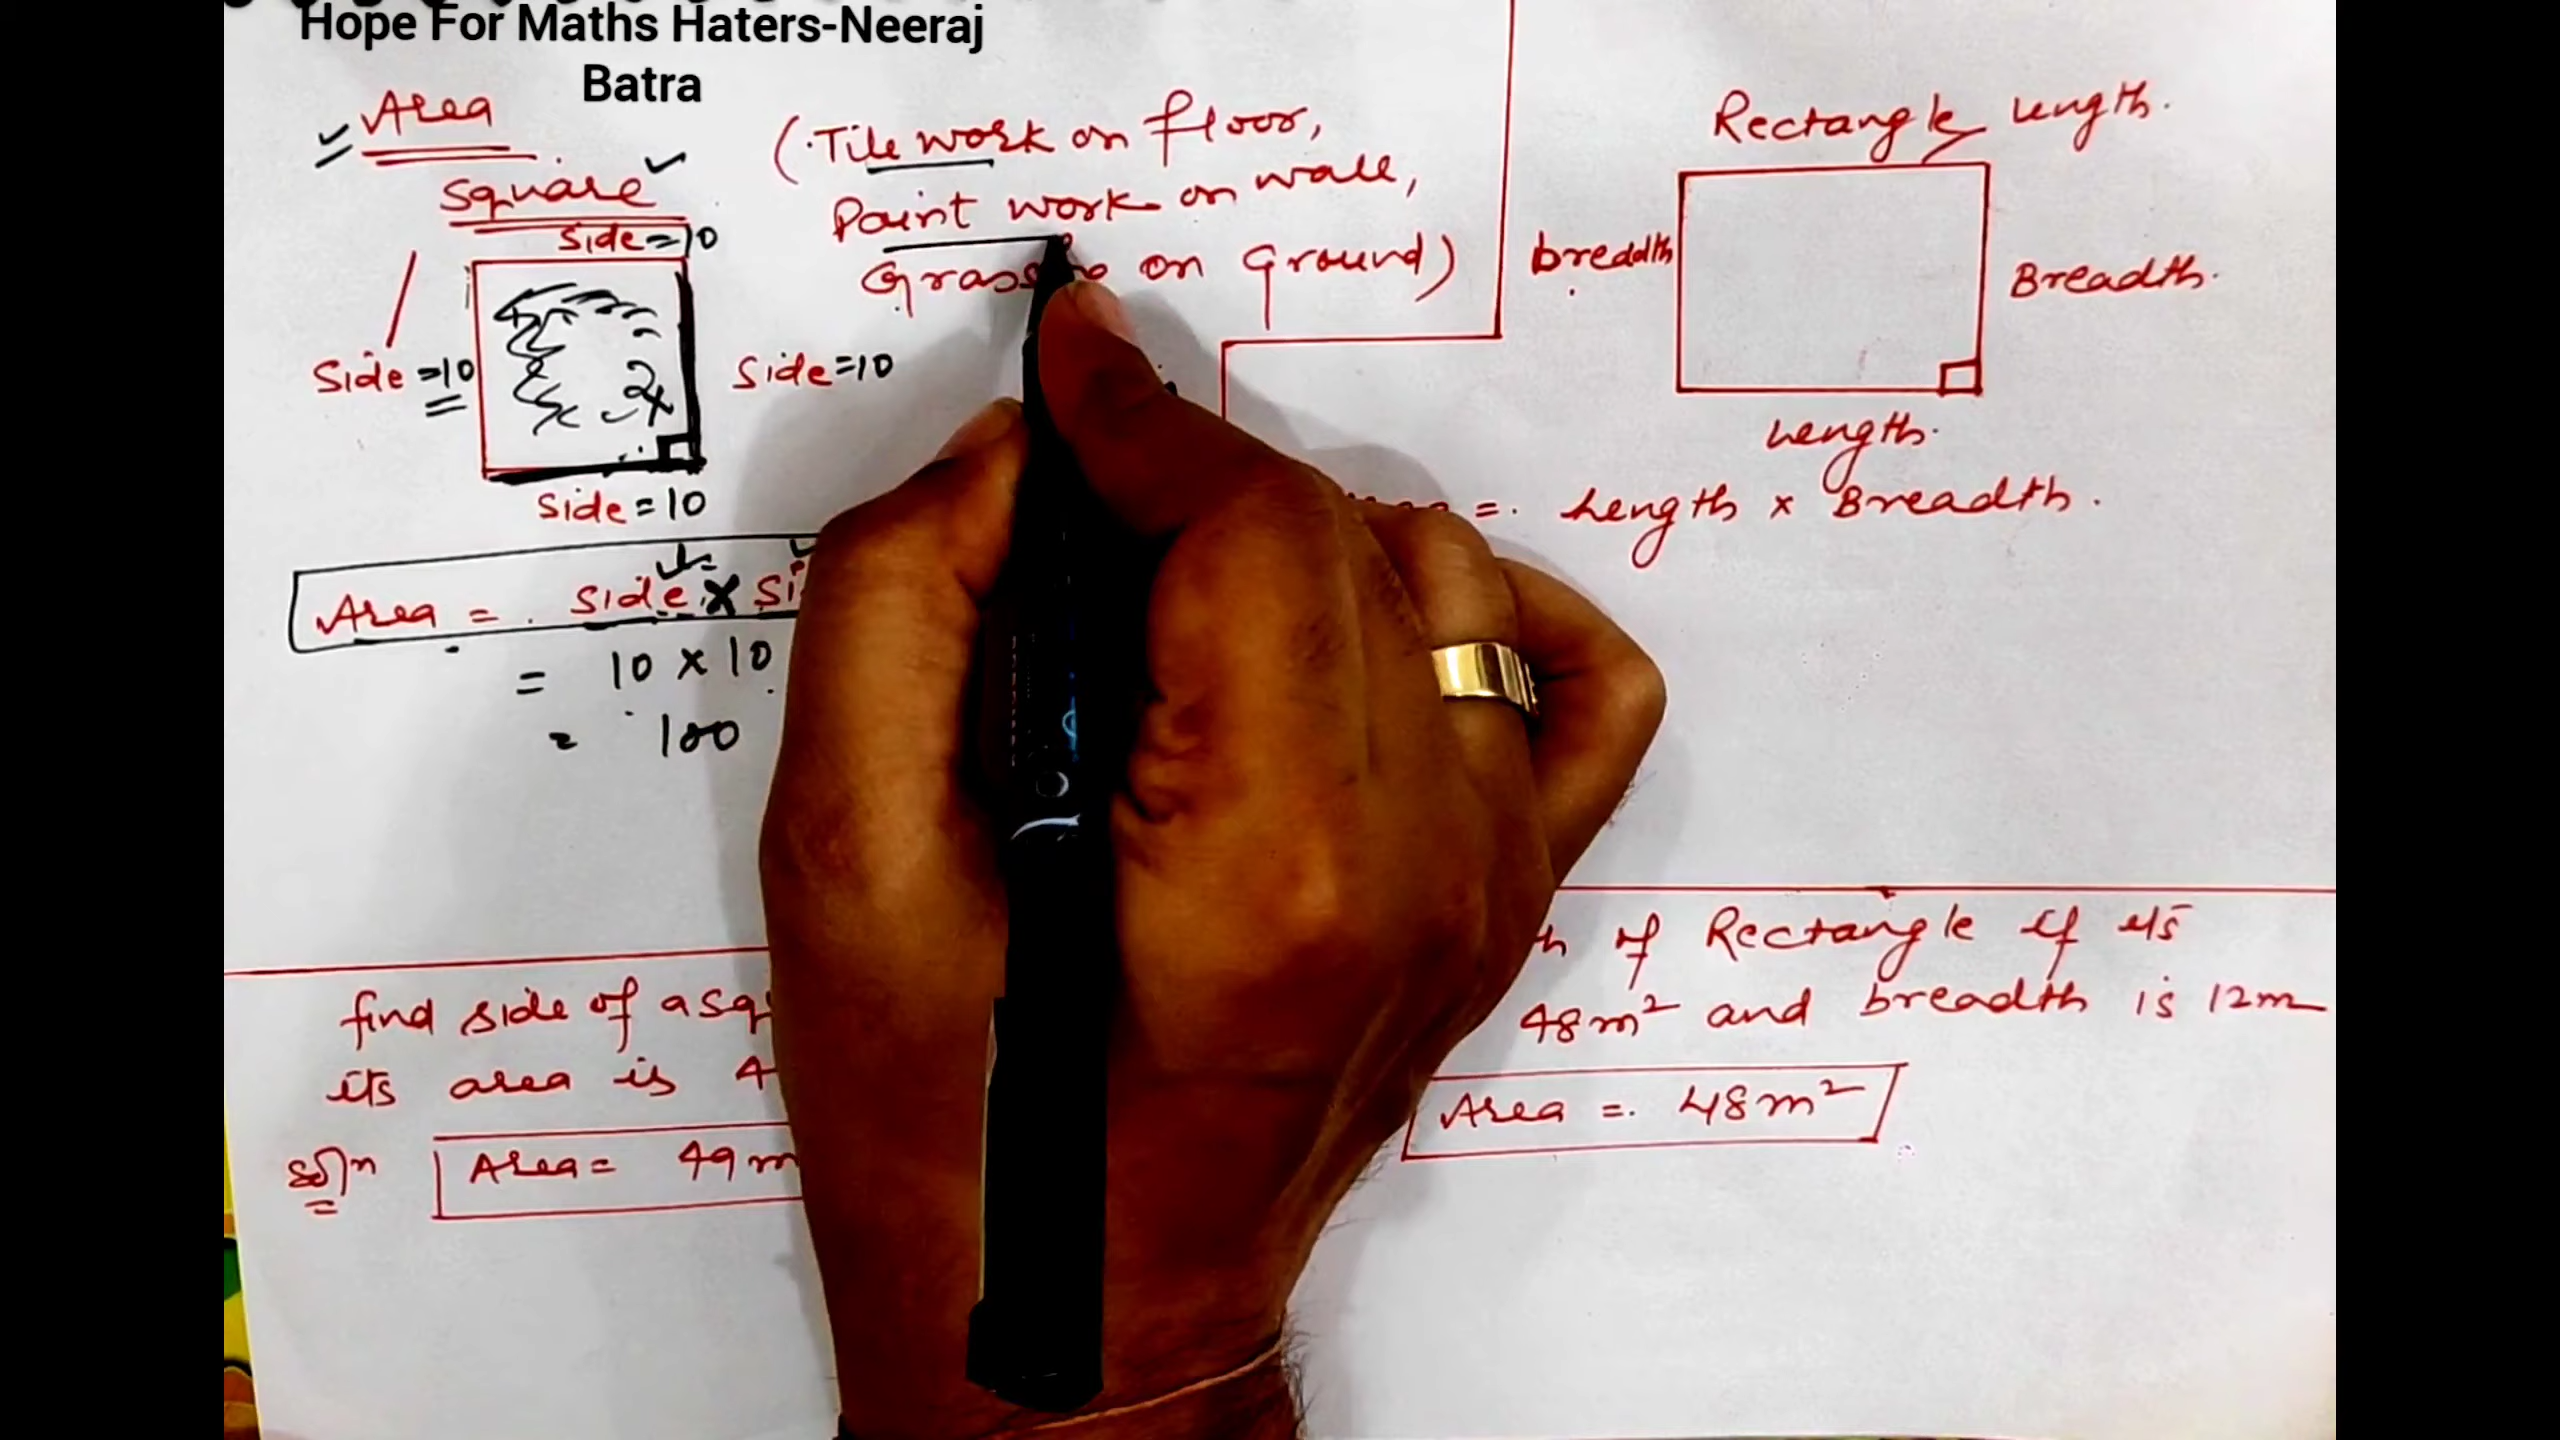 Hope For Maths Haters-Neeraj
Batra
Area
Square
(Tile work on floor,
Paint work on wall,
on Ground)
Side=10
Side=10
Side=10
Side=10
Area = Side x
= 10 x 10
= 100
Rectangle length.
breadth
Breadth.
Length.
=. Length x Breadth.
find side of a
its area is
Soln
Area=
of Rectangle if its
48m² and breadth is 12m
Area =. 48m²